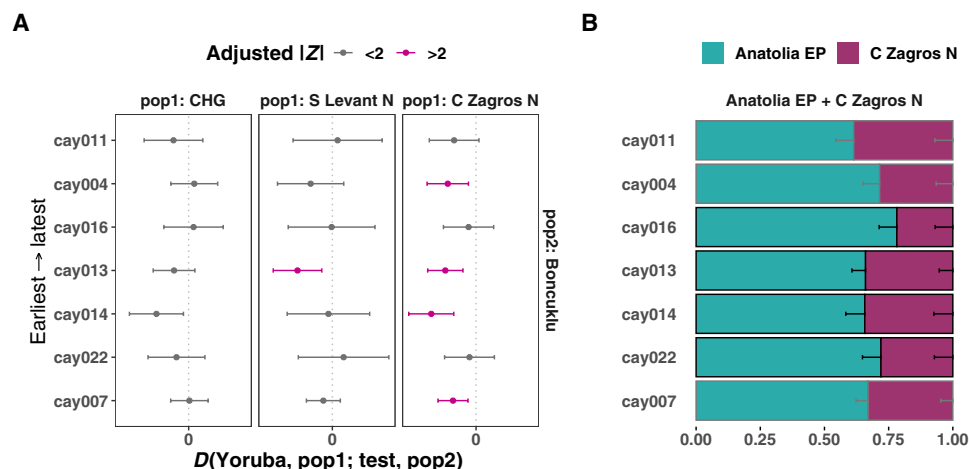 A
Adjusted |Z| <2 >2
pop1: CHG pop1: S Levant N pop1: C Zagros N
cay011
cay004
cay016
cay013
cay014
cay022
cay007
Earliest → latest
pop2: Boncuklu
0 0 0
D(Yoruba, pop1; test, pop2)
B
Anatolia EP C Zagros N
Anatolia EP + C Zagros N
cay011
cay004
cay016
cay013
cay014
cay022
cay007
0.00 0.25 0.50 0.75 1.00